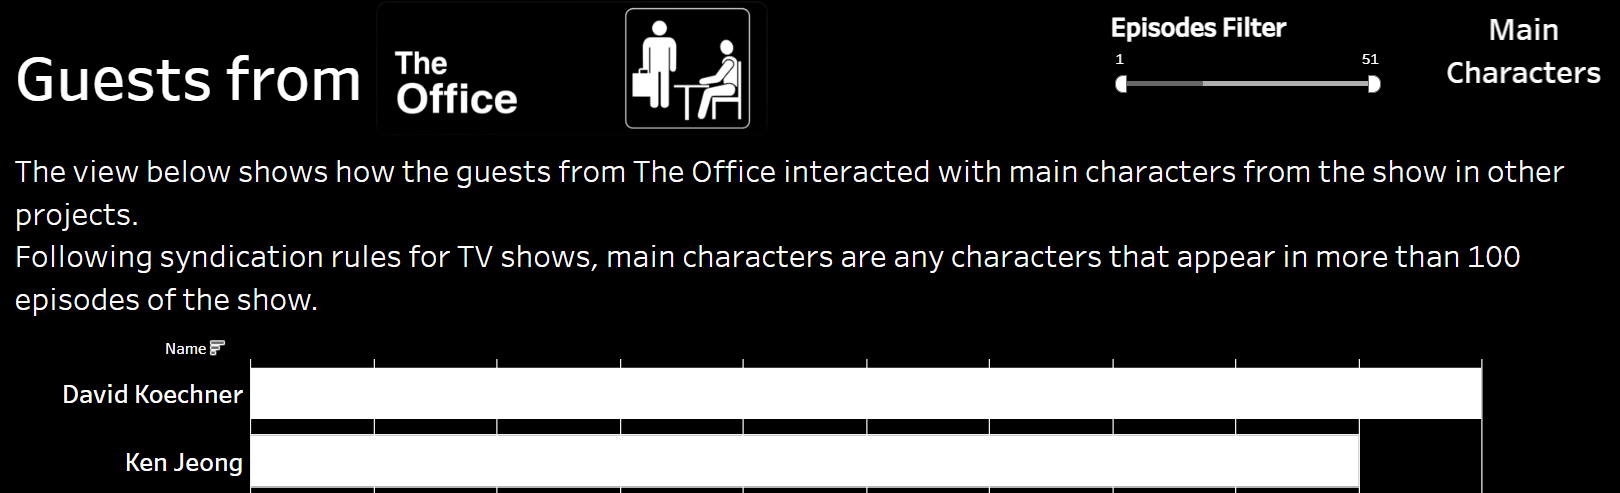 Guests from
The
Office
Episodes Filter
1 51
Main
Characters
The view below shows how the guests from The Office interacted with main characters from the show in other
projects.
Following syndication rules for TV shows, main characters are any characters that appear in more than 100
episodes of the show.
Name
David Koechner
Ken Jeong